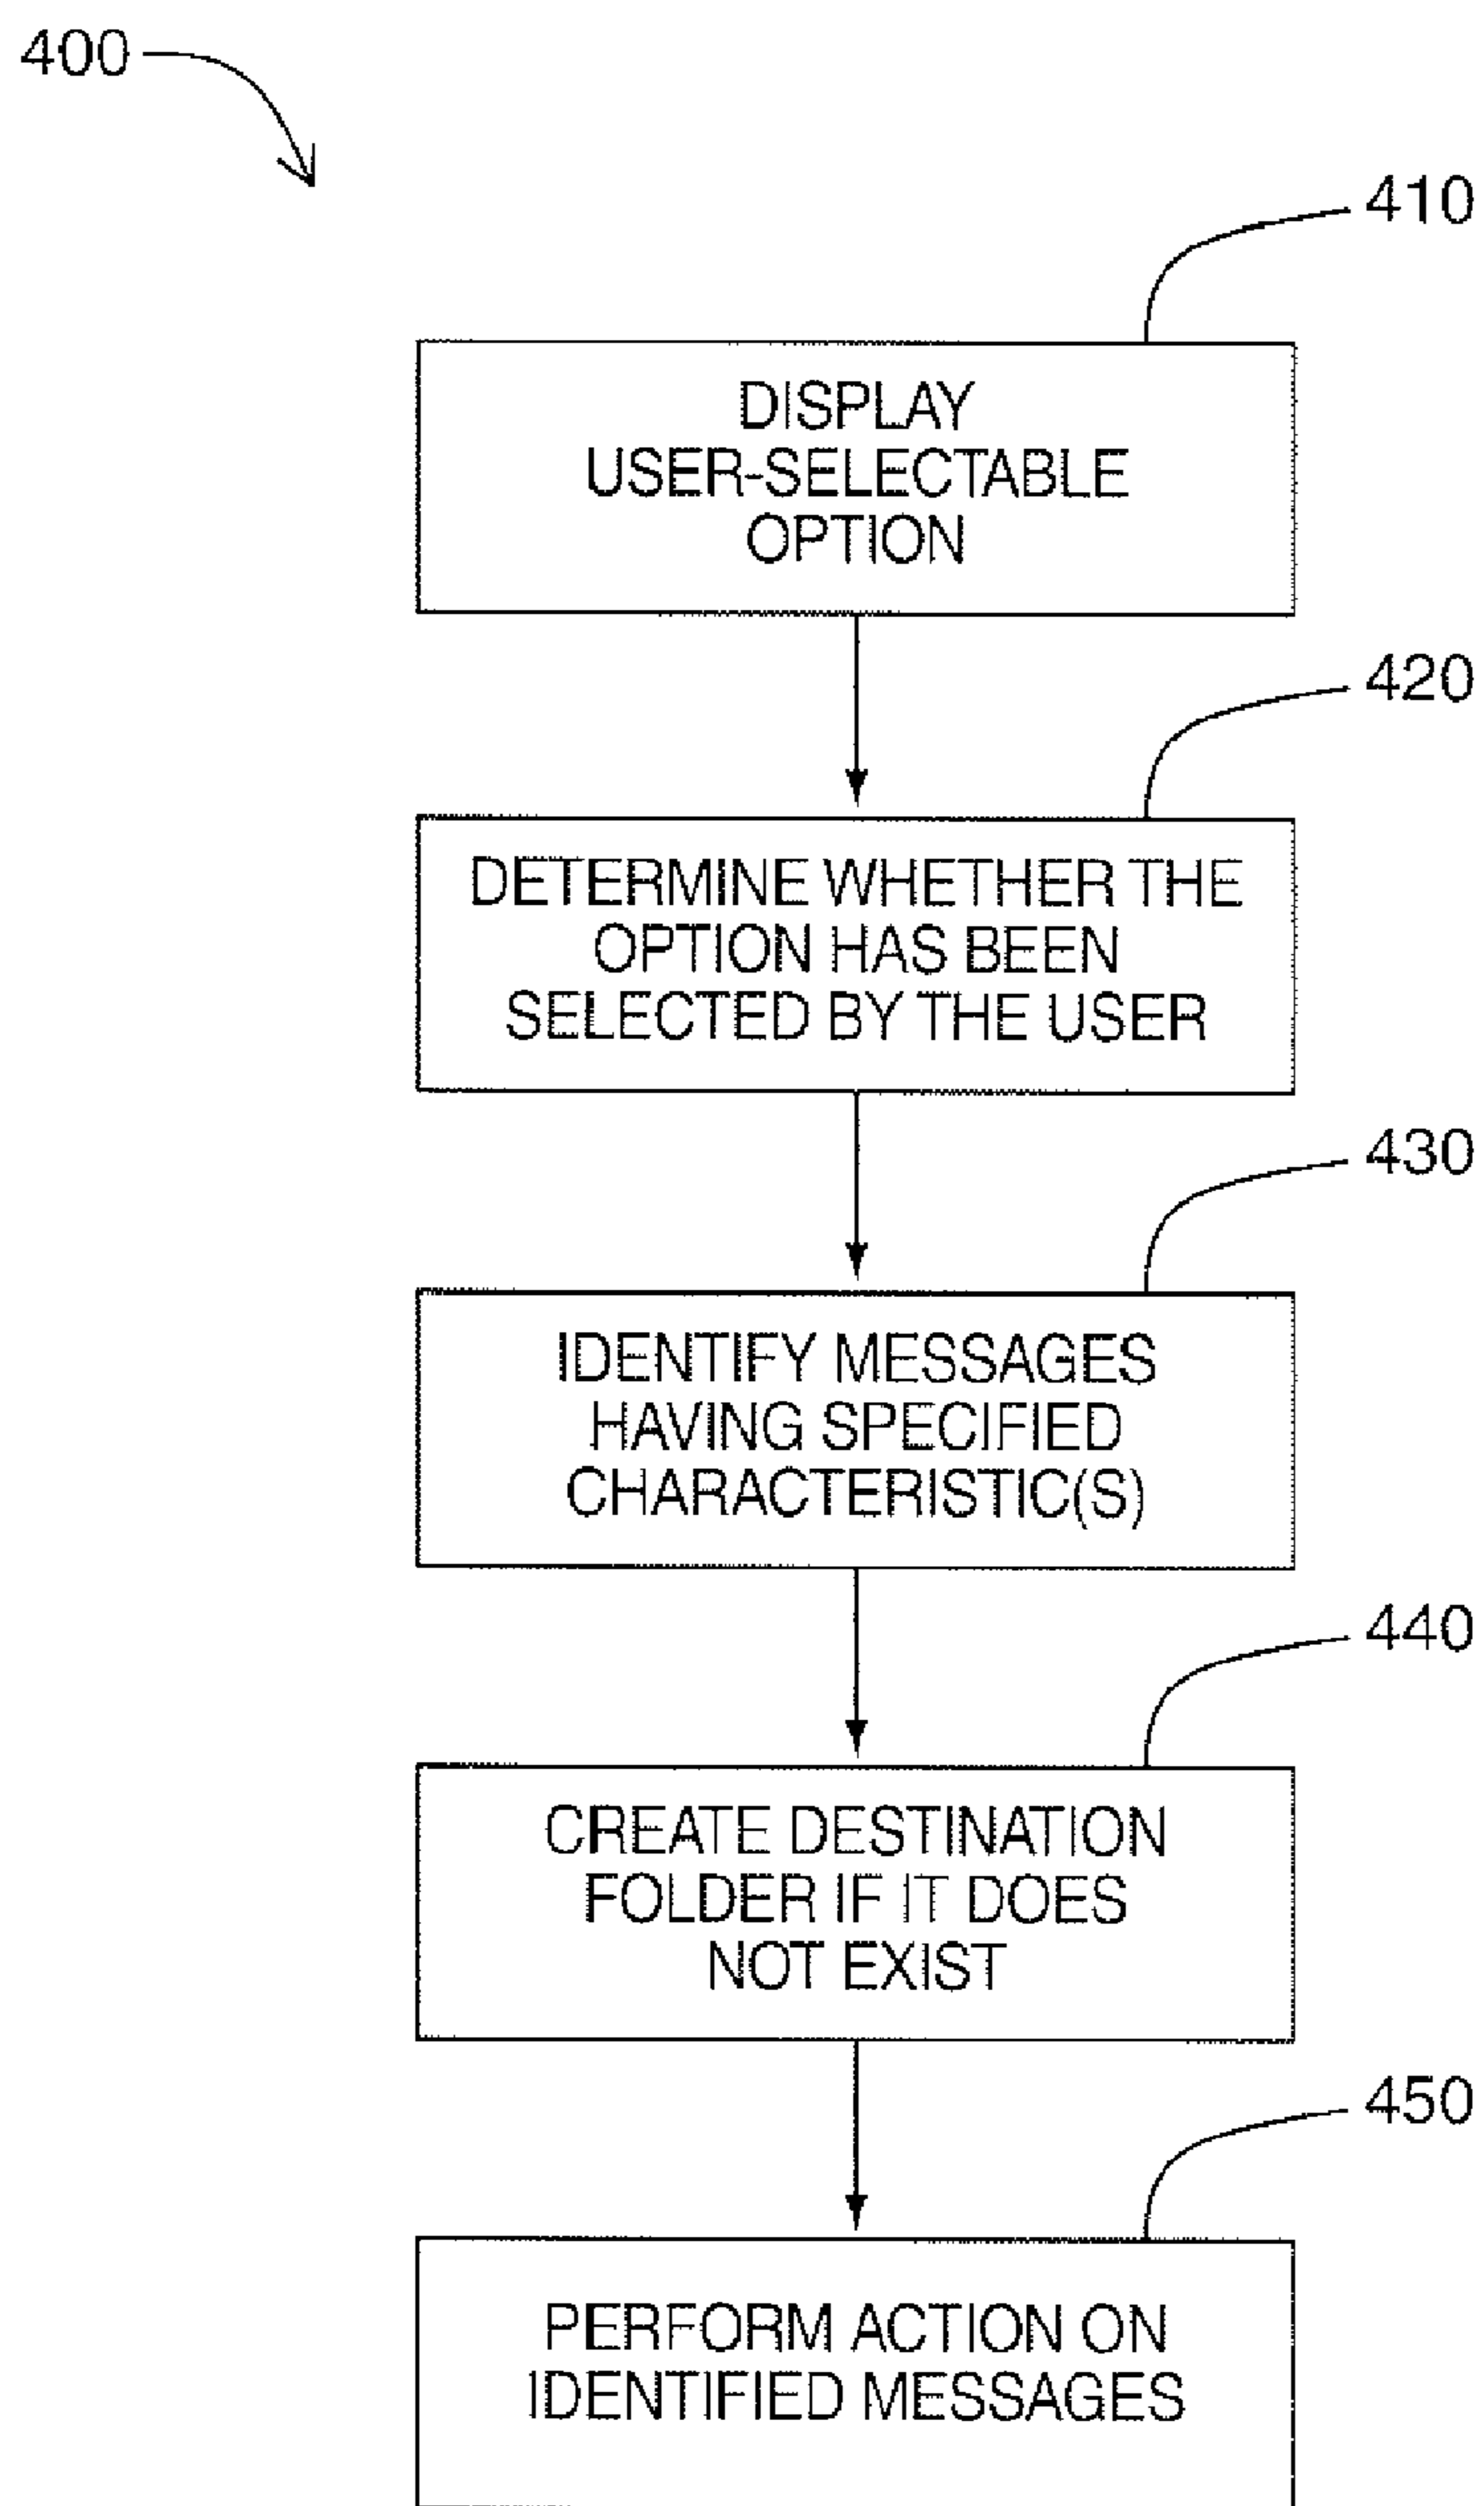 400
410
DISPLAY
USER-SELECTABLE
OPTION
420
DETERMINE WHETHER THE
OPTION HAS BEEN
SELECTED BY THE USER
430
IDENTIFY MESSAGES
HAVING SPECIFIED
CHARACTERISTIC(S)
440
CREATE DESTINATION
FOLDER IF IT DOES
NOT EXIST
450
PERFORM ACTION ON
IDENTIFIED MESSAGES